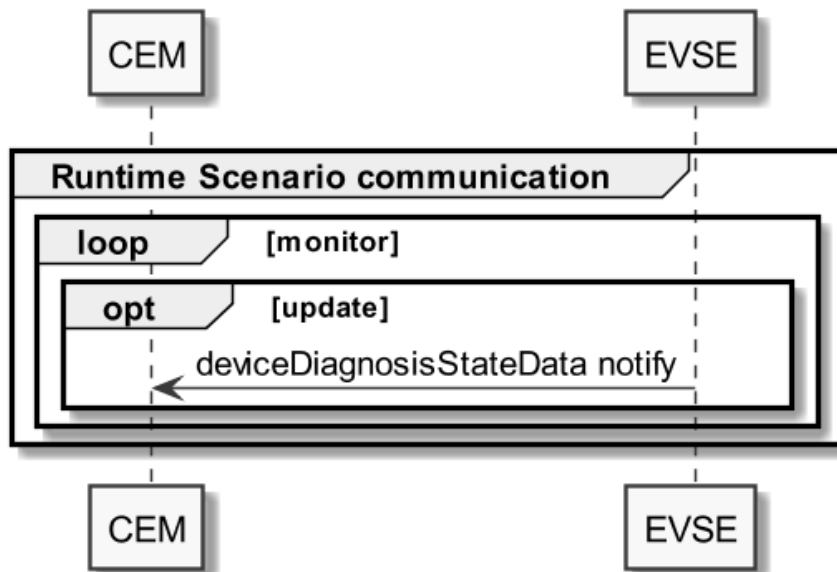 CEM EVSE
Runtime Scenario communication
loop [monitor]
opt [update]
deviceDiagnosisStateData notify
CEM EVSE